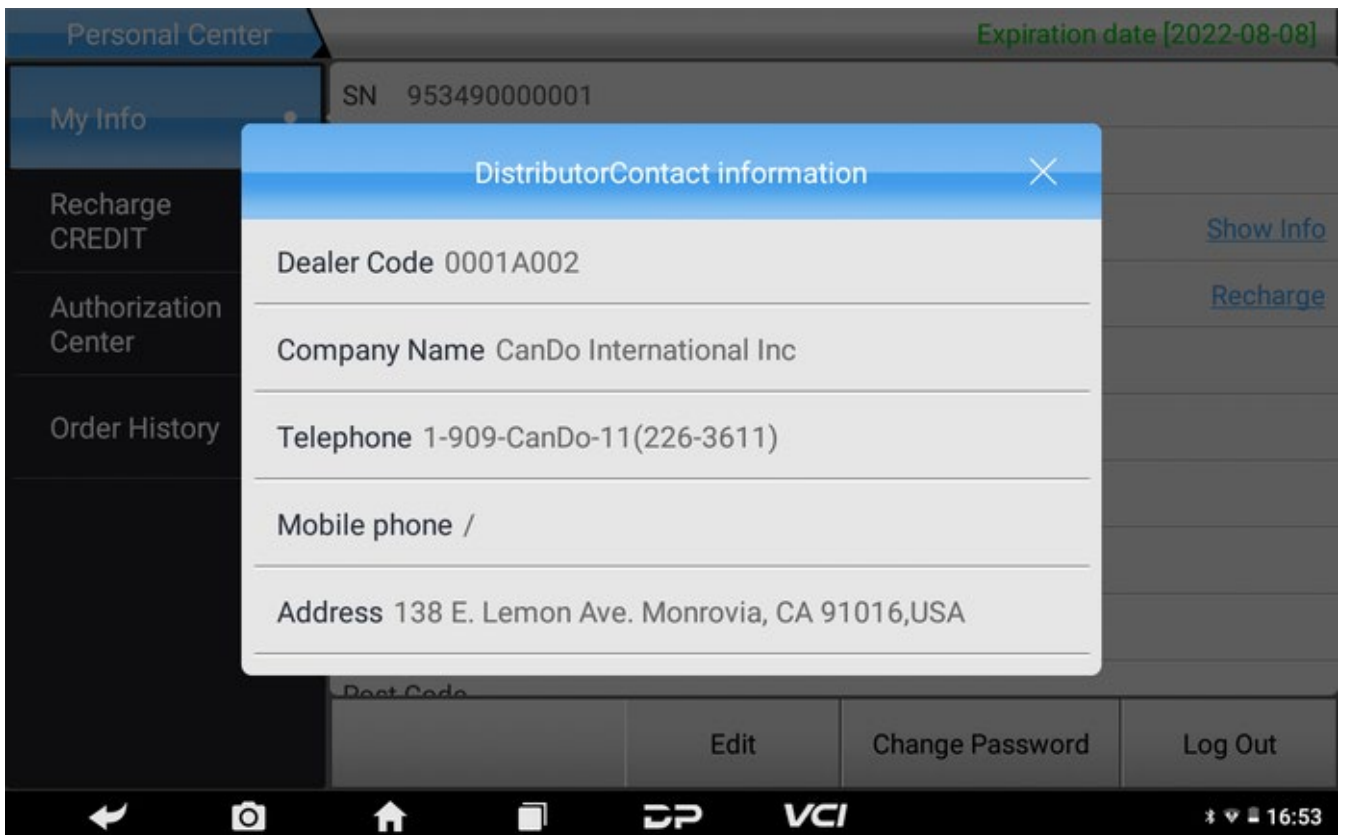 Personal Center
Expiration date [2022-08-08]
My Info
SN 953490000001
DistributorContact information
Recharge
CREDIT
Show Info
Dealer Code 0001A002
Authorization
Center
Recharge
Company Name CanDo International Inc
Order History
Telephone 1-909-CanDo-11(226-3611)
Mobile phone /
Address 138 E. Lemon Ave. Monrovia, CA 91016,USA
Post Code
Edit
Change Password
Log Out
DP
VCI
16:53